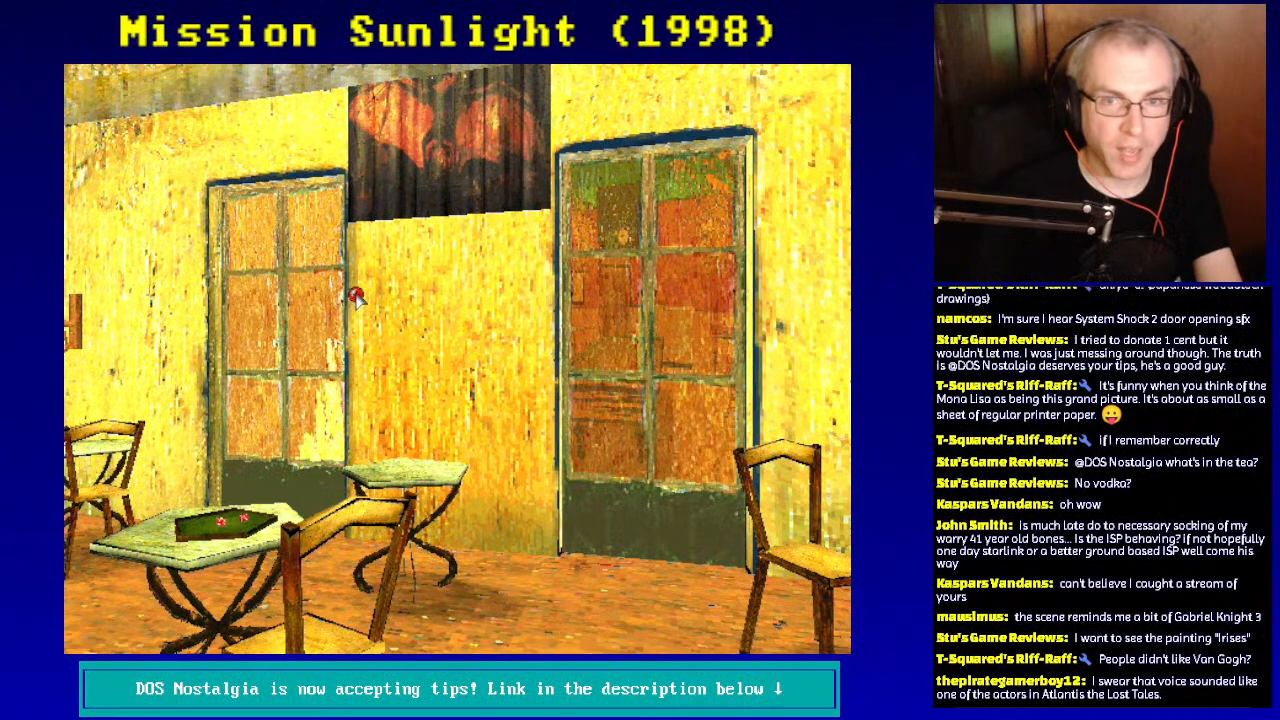 Mission Sunlight (1998)
drawings)
namcos: I'm sure I hear System Shock 2 door opening sfx
Stu's Game Reviews: I tried to donate 1 cent but it
wouldn't let me. I was just messing around though. The truth
is @DOS Nostalgia deserves your tips, he's a good guy.
T-Squared's Riff-Raff: It's funny when you think of the
Mona Lisa as being this grand picture. It's about as small as a
sheet of regular printer paper.
T-Squared's Riff-Raff: if I remember correctly
Stu's Game Reviews: @DOS Nostalgia what's in the tea?
Stu's Game Reviews: No vodka?
Kaspars Vandans: oh wow
John Smith: is much late do to necessary socking of my
warry 41 year old bones... Is the ISP behaving? if not hopefully
one day starlink or a better ground based ISP well come his
way
Kaspars Vandans: can't believe I caught a stream of
yours
mausimus: the scene reminds me a bit of Gabriel Knight 3
Stu's Game Reviews: I want to see the painting "Irises"
T-Squared's Riff-Raff: People didn't like Van Gogh?
thepirategamerboy12: I swear that voice sounded like
one of the actors in Atlantis the Lost Tales.
DOS Nostalgia is now accepting tips! Link in the description below ↓